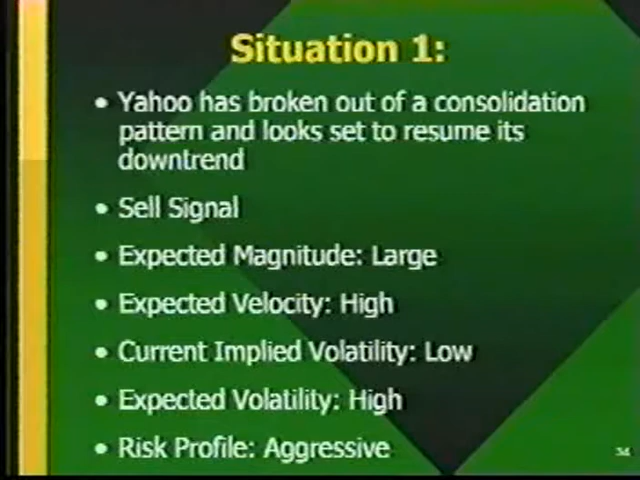 Situation 1:
• Yahoo has broken out of a consolidation
pattern and looks set to resume its
downtrend
• Sell Signal
• Expected Magnitude: Large
• Expected Velocity: High
• Current Implied Volatility: Low
• Expected Volatility: High
• Risk Profile: Aggressive
34